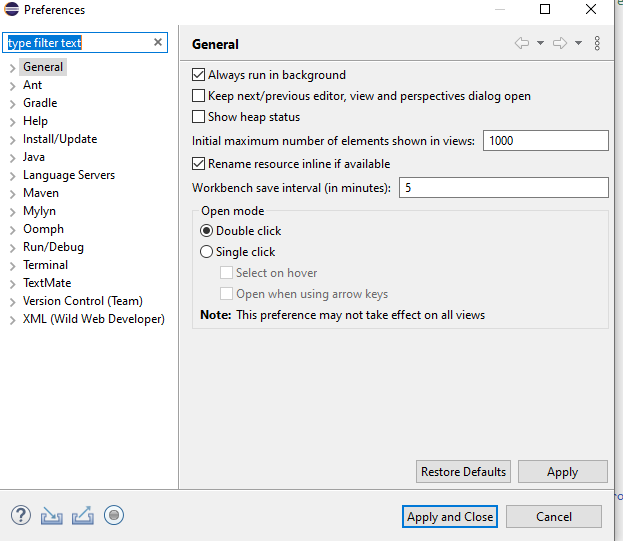 Preferences
type filter text
General
Ant
Gradle
Help
Install/Update
Java
Language Servers
Maven
Mylyn
Oomph
Run/Debug
Terminal
TextMate
Version Control (Team)
XML (Wild Web Developer)
General
Always run in background
Keep next/previous editor, view and perspectives dialog open
Show heap status
Initial maximum number of elements shown in views: 1000
Rename resource inline if available
Workbench save interval (in minutes): 5
Open mode
Double click
Single click
Select on hover
Open when using arrow keys
Note: This preference may not take effect on all views
Restore Defaults Apply
Apply and Close Cancel